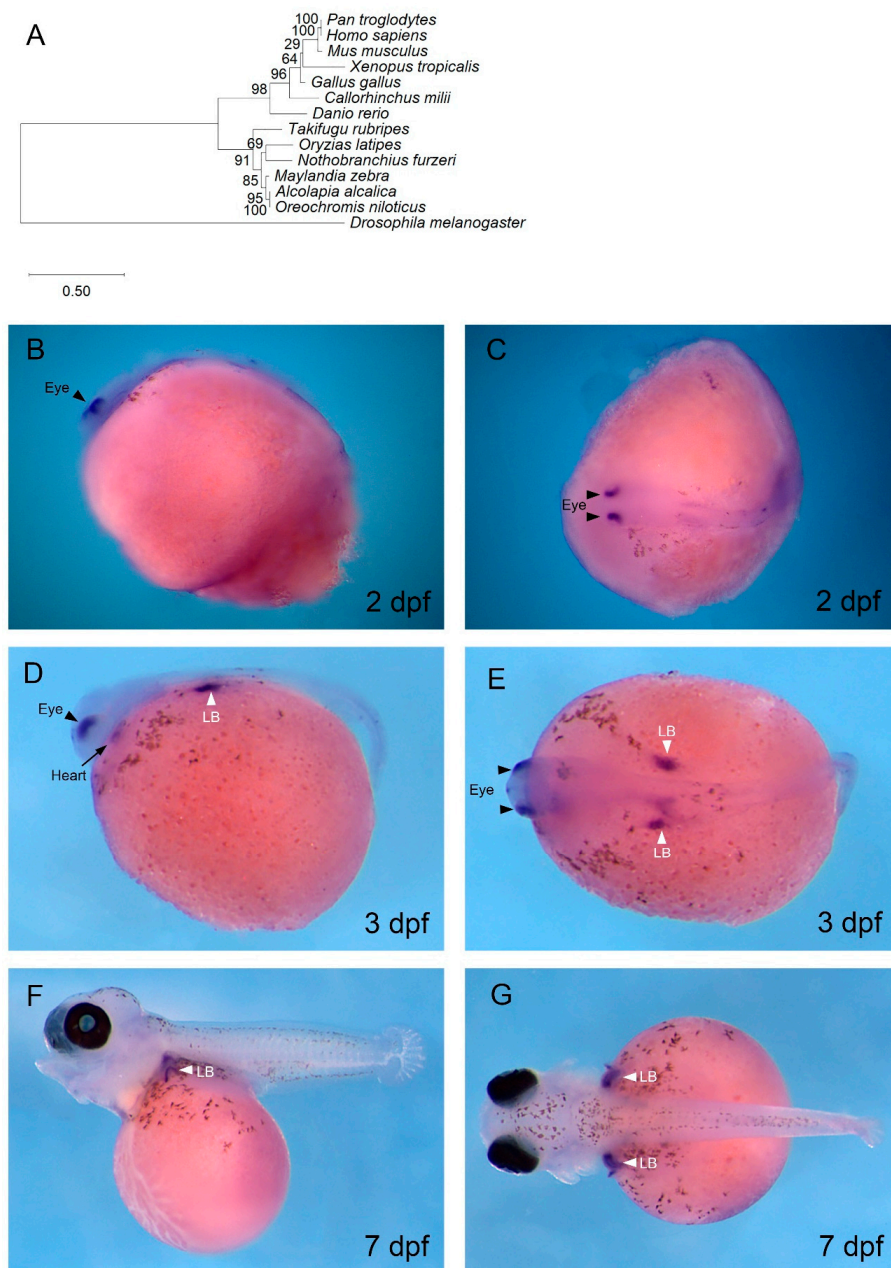 A
100 Pan troglodytes
100 Homo sapiens
29 Mus musculus
64 Xenopus tropicalis
96 Gallus gallus
98 Callorhinchus milii
Danio rerio
Takifugu rubripes
69 Oryzias latipes
91 Nothobranchius furzeri
85 Maylandia zebra
95 Alcolapia alcalica
100 Oreochromis niloticus
Drosophila melanogaster
0.50
B
Eye
2 dpf
C
Eye
2 dpf
D
LB
Eye
Heart
3 dpf
E
LB
Eye
LB
3 dpf
F
LB
7 dpf
G
LB
LB
7 dpf